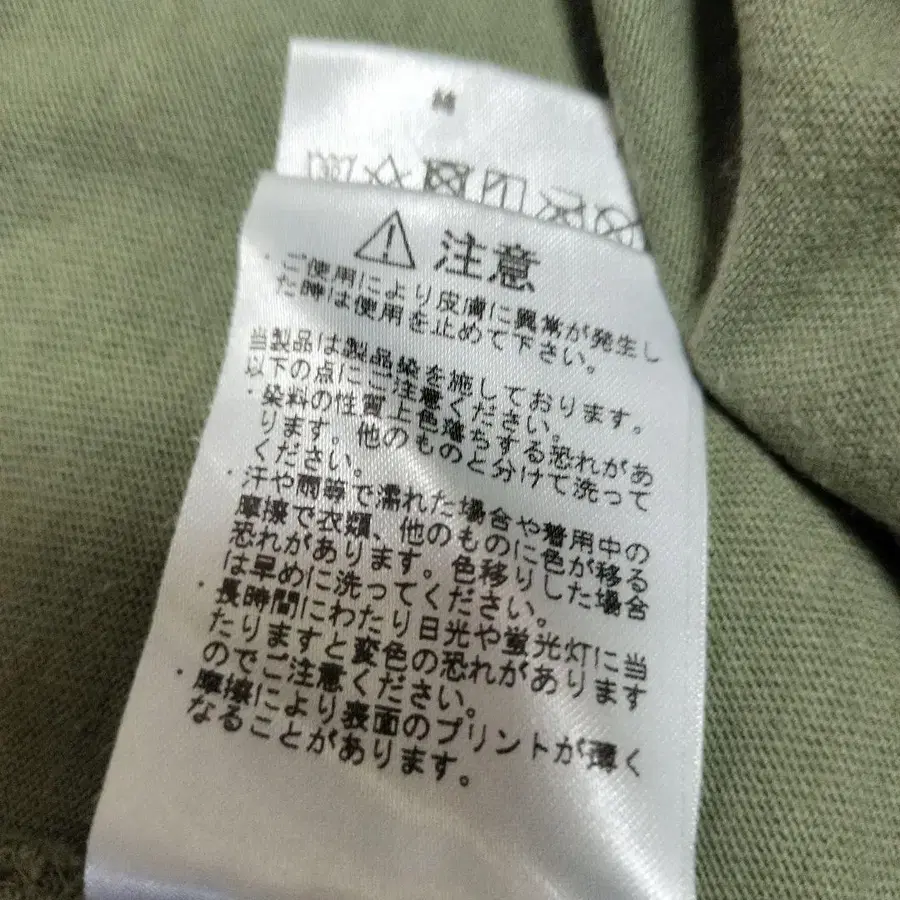 綿
注意
・ご使用により皮膚に異常が発生し
た時は使用を止めて下さい。
当製品は製品染を施しております。
以下の点にご注意ください。
・染料の性質上色落ちする恐れがあ
ります。他のものと分けて洗って
ください。
・汗や雨等で濡れた場合や着用中の
摩擦で衣類、他のものに色が移る
恐れがあります。色移りした場合
は早めに洗ってください。
・長時間にわたり日光や蛍光灯に当
たりますと変色の恐れがあります
のでご注意ください。
・摩擦により表面のプリントが薄く
なることがあります。